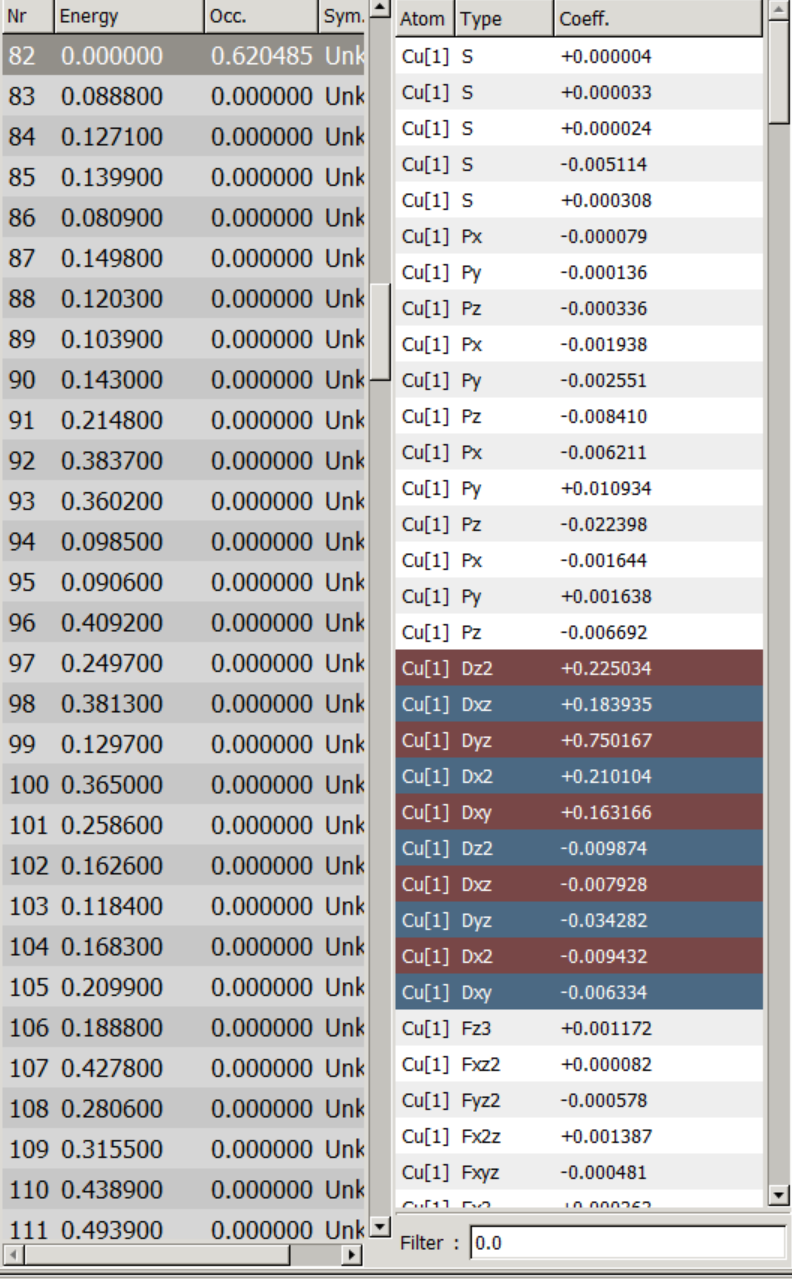 Nr Energy Occ. Sym.
82 0.000000 0.620485 Unk
83 0.088800 0.000000 Unk
84 0.127100 0.000000 Unk
85 0.139900 0.000000 Unk
86 0.080900 0.000000 Unk
87 0.149800 0.000000 Unk
88 0.120300 0.000000 Unk
89 0.103900 0.000000 Unk
90 0.143000 0.000000 Unk
91 0.214800 0.000000 Unk
92 0.383700 0.000000 Unk
93 0.360200 0.000000 Unk
94 0.098500 0.000000 Unk
95 0.090600 0.000000 Unk
96 0.409200 0.000000 Unk
97 0.249700 0.000000 Unk
98 0.381300 0.000000 Unk
99 0.129700 0.000000 Unk
100 0.365000 0.000000 Unk
101 0.258600 0.000000 Unk
102 0.162600 0.000000 Unk
103 0.118400 0.000000 Unk
104 0.168300 0.000000 Unk
105 0.209900 0.000000 Unk
106 0.188800 0.000000 Unk
107 0.427800 0.000000 Unk
108 0.280600 0.000000 Unk
109 0.315500 0.000000 Unk
110 0.438900 0.000000 Unk
111 0.493900 0.000000 Unk
Atom Type Coeff.
Cu[1] S +0.000004
Cu[1] S +0.000033
Cu[1] S +0.000024
Cu[1] S -0.005114
Cu[1] S +0.000308
Cu[1] Px -0.000079
Cu[1] Py -0.000136
Cu[1] Pz -0.000336
Cu[1] Px -0.001938
Cu[1] Py -0.002551
Cu[1] Pz -0.008410
Cu[1] Px -0.006211
Cu[1] Py +0.010934
Cu[1] Pz -0.022398
Cu[1] Px -0.001644
Cu[1] Py +0.001638
Cu[1] Pz -0.006692
Cu[1] Dz2 +0.225034
Cu[1] Dxz +0.183935
Cu[1] Dyz +0.750167
Cu[1] Dx2 +0.210104
Cu[1] Dxy +0.163166
Cu[1] Dz2 -0.009874
Cu[1] Dxz -0.007928
Cu[1] Dyz -0.034282
Cu[1] Dx2 -0.009432
Cu[1] Dxy -0.006334
Cu[1] Fz3 +0.001172
Cu[1] Fxz2 +0.000082
Cu[1] Fyz2 -0.000578
Cu[1] Fx2z +0.001387
Cu[1] Fxyz -0.000481
Filter : 0.0